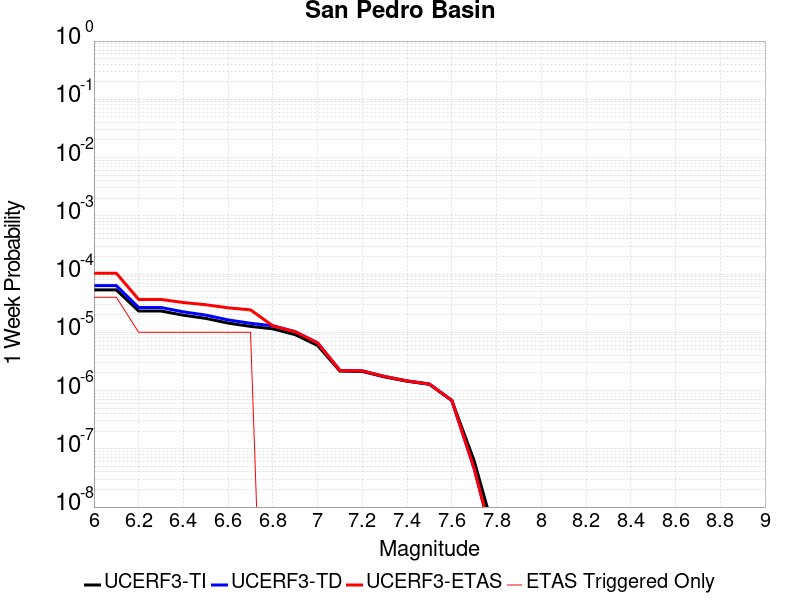 San Pedro Basin
1 Week Probability
10^0
10^-1
10^-2
10^-3
10^-4
10^-5
10^-6
10^-7
10^-8
6 6.2 6.4 6.6 6.8 7 7.2 7.4 7.6 7.8 8 8.2 8.4 8.6 8.8 9
Magnitude
UCERF3-TI UCERF3-TD UCERF3-ETAS ETAS Triggered Only